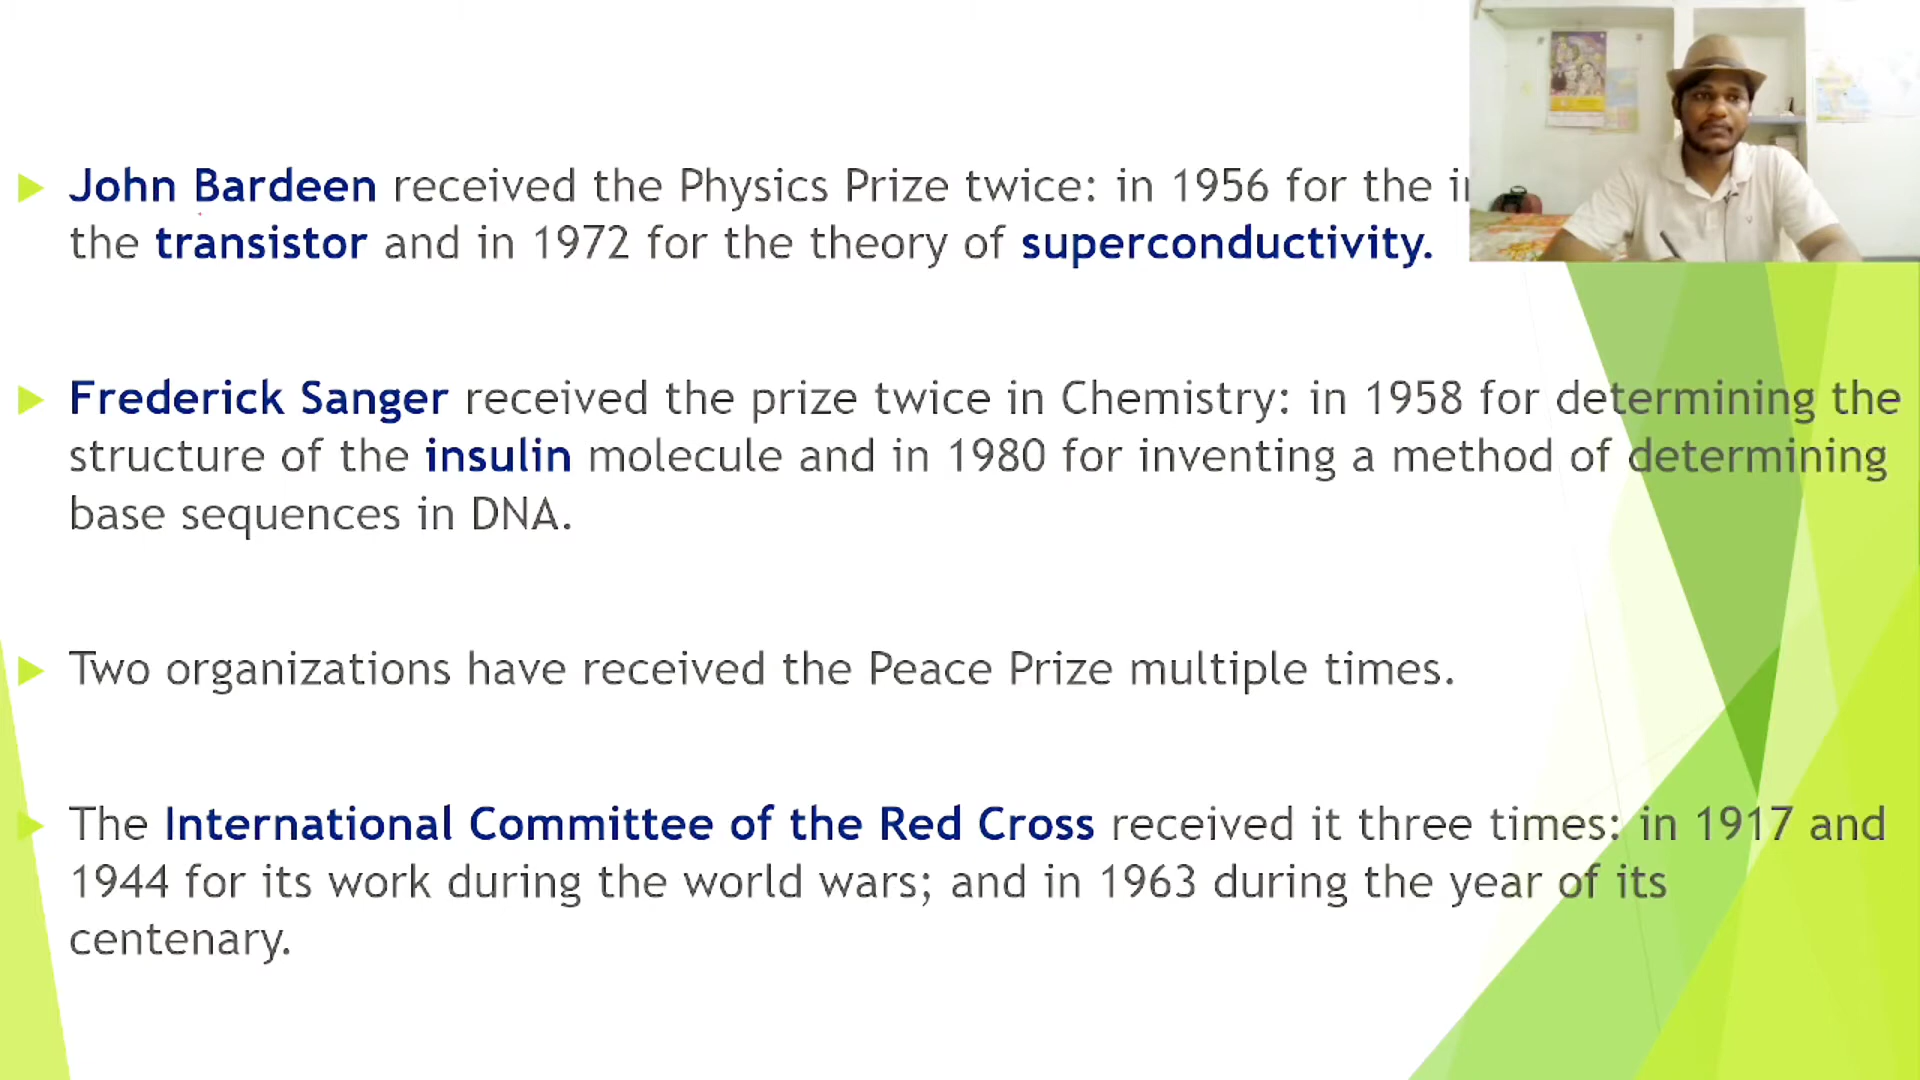 John Bardeen received the Physics Prize twice: in 1956 for the
the transistor and in 1972 for the theory of superconductivity.
Frederick Sanger received the prize twice in Chemistry: in 1958 for determining the
structure of the insulin molecule and in 1980 for inventing a method of determining
base sequences in DNA.
Two organizations have received the Peace Prize multiple times.
The International Committee of the Red Cross received it three times: in 1917 and
1944 for its work during the world wars; and in 1963 during the year of its
centenary.